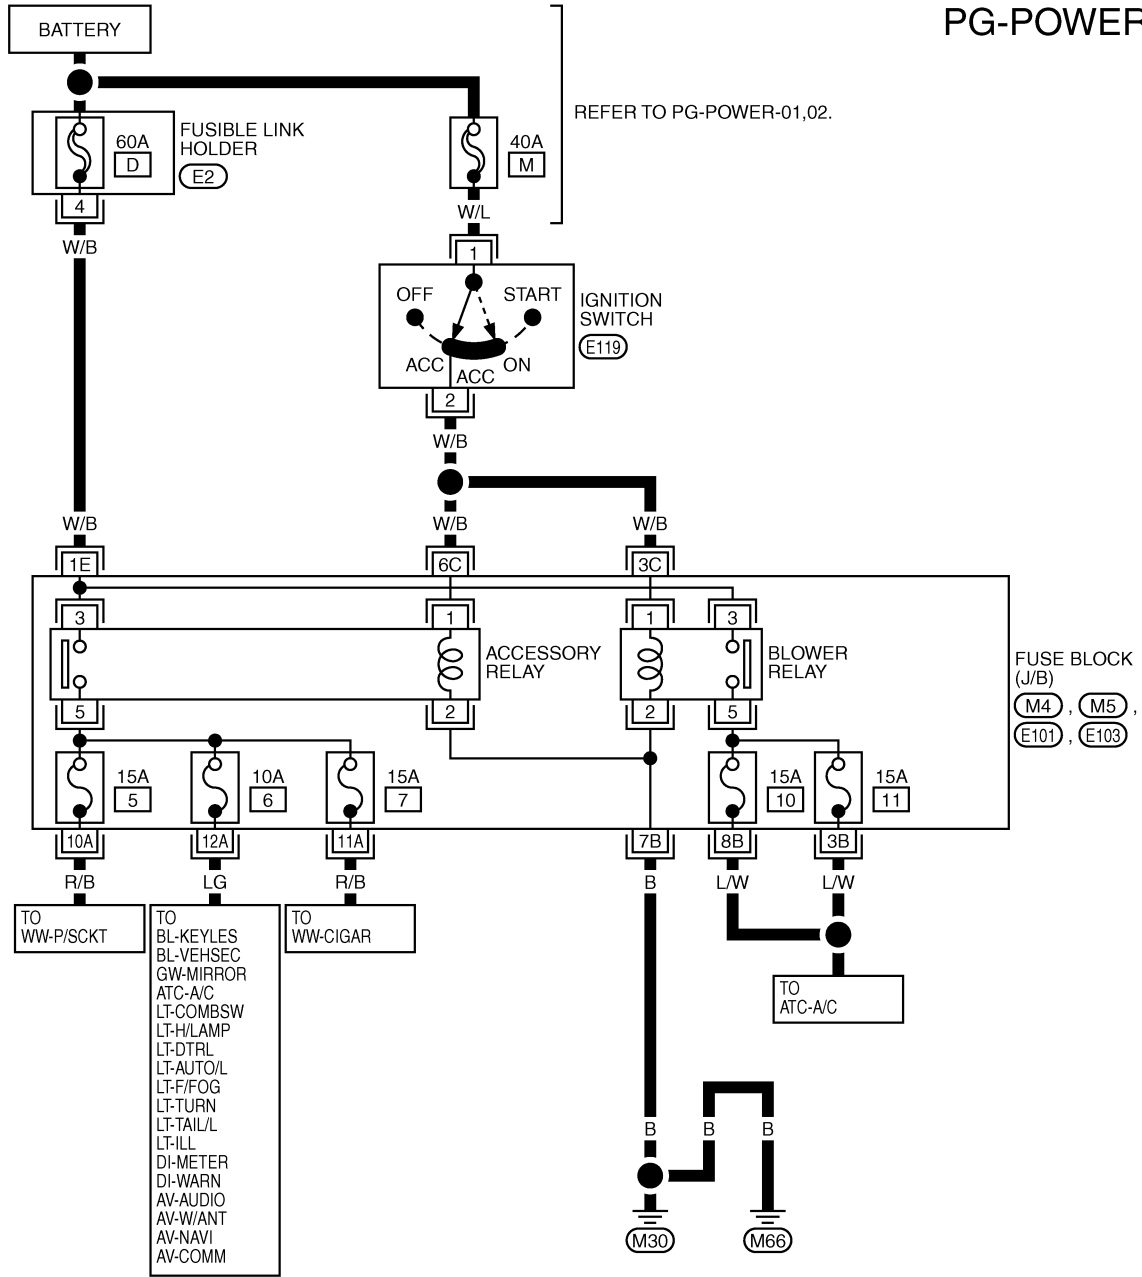 PG-POWER
BATTERY
REFER TO PG-POWER-01,02.
FUSIBLE LINK
HOLDER
E2
60A
D
40A
M
4
W/L
W/B
1
OFF
START
IGNITION
SWITCH
E119
ACC
ON
ACC
2
W/B
W/B
W/B
W/B
1E
6C
3C
3
1
1
3
ACCESSORY
RELAY
BLOWER
RELAY
FUSE BLOCK
(J/B)
M4 , M5 ,
E101 , E103
5
2
2
5
15A
5
10A
6
15A
7
15A
10
15A
11
10A
12A
11A
7B
8B
3B
R/B
LG
R/B
B
L/W
L/W
TO
WW-P/SCKT
TO
BL-KEYLES
BL-VEHSEC
GW-MIRROR
ATC-A/C
LT-COMBSW
LT-H/LAMP
LT-DTRL
LT-AUTO/L
LT-F/FOG
LT-TURN
LT-TAIL/L
LT-ILL
DI-METER
DI-WARN
AV-AUDIO
AV-W/ANT
AV-NAVI
AV-COMM
TO
WW-CIGAR
TO
ATC-A/C
B
B
B
M30
M66